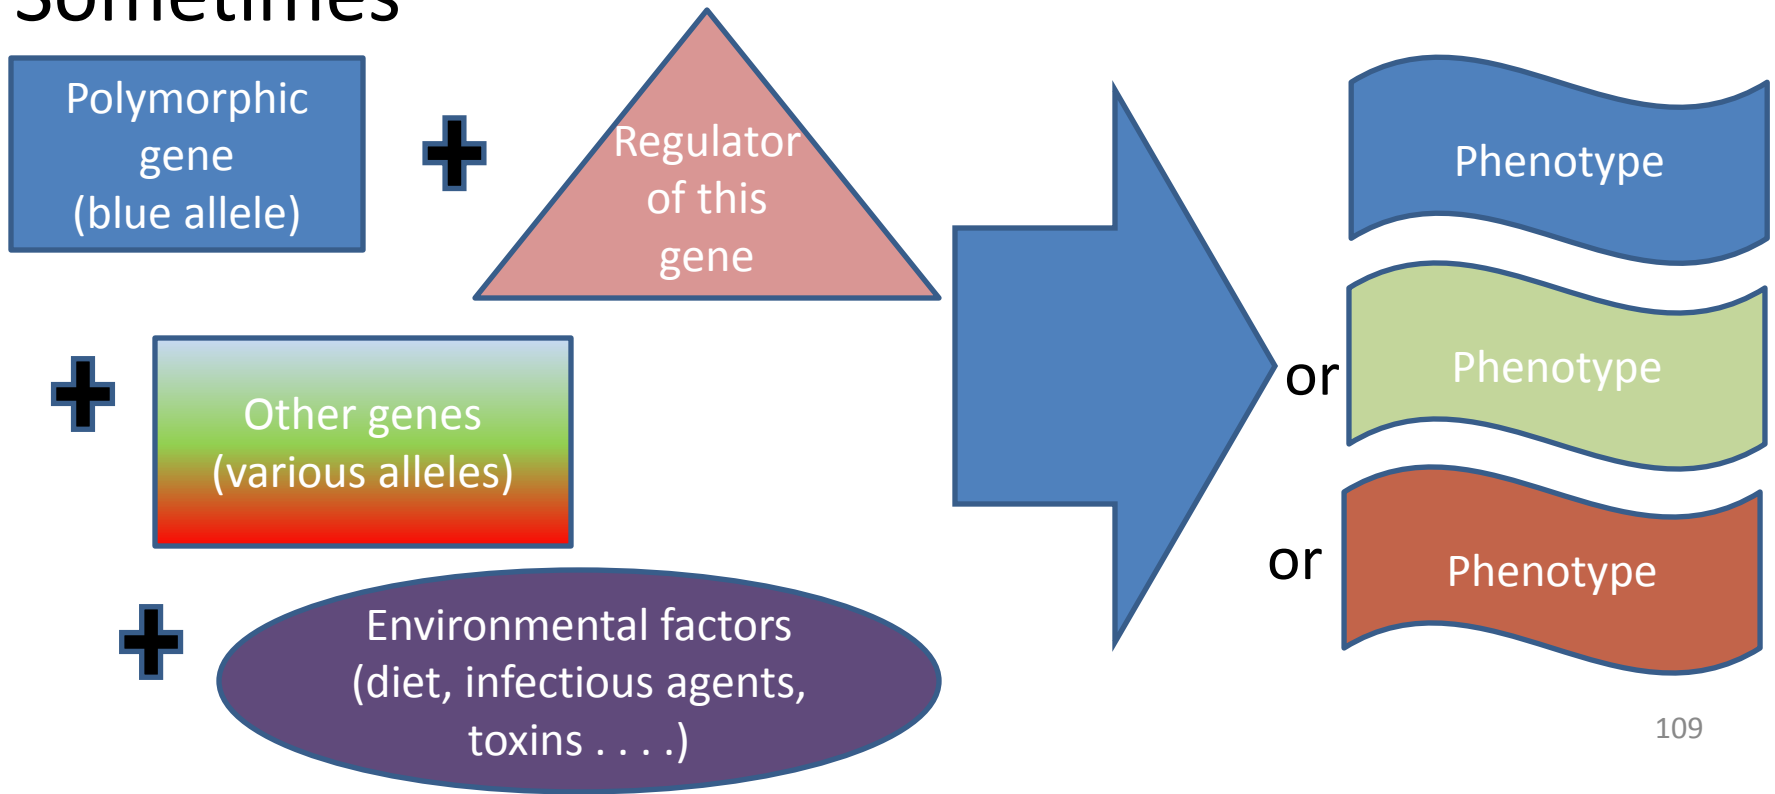 Sometimes
Polymorphic
gene
(blue allele)
Regulator
of this
gene
Other genes
(various alleles)
Environmental factors
(diet, infectious agents,
toxins . . . .)
Phenotype
or
Phenotype
or
Phenotype
109